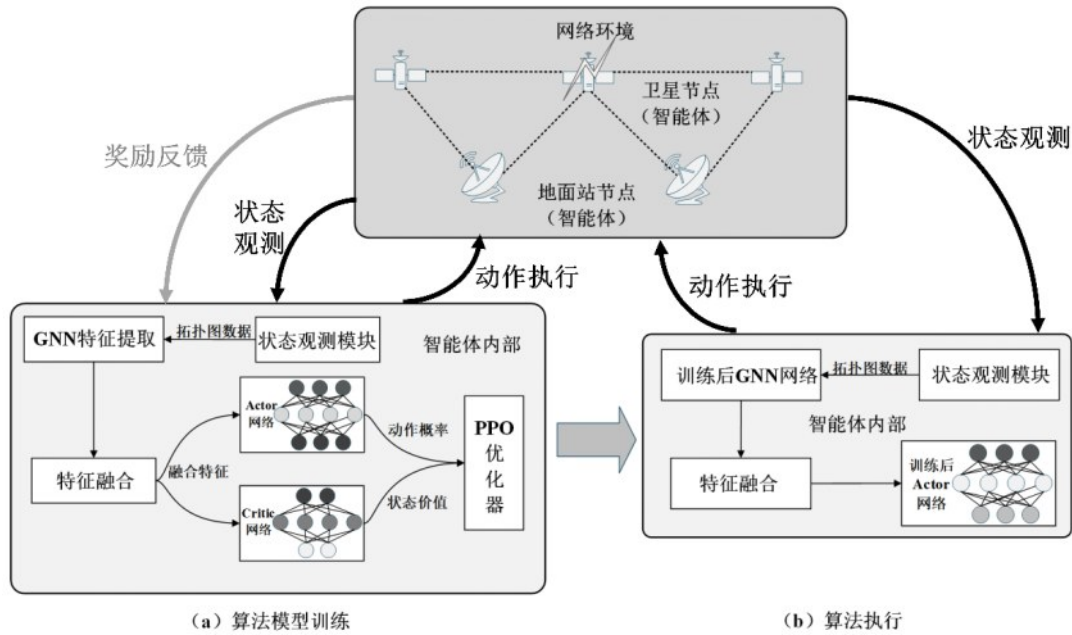 网络环境
卫星节点
（智能体）
地面站节点
（智能体）
奖励反馈
状态
观测
动作执行
动作执行
状态观测
GNN特征提取
拓扑图数据
状态观测模块
智能体内部
Actor
网络
动作概率
PPO
优
化
器
特征融合
融合特征
Critic
网络
状态价值
训练后GNN网络
拓扑图数据
状态观测模块
智能体内部
特征融合
训练后
Actor
网络
（a）算法模型训练
（b）算法执行